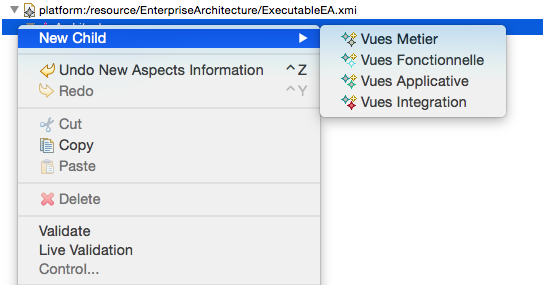 platform:/resource/EnterpriseArchitecture/ExecutableEA.xmi
New Child
Vues Metier
Vues Fonctionnelle
Vues Applicative
Vues Integration
Undo New Aspects Information ^Z
Redo ^Y
Cut
Copy
Paste
Delete
Validate
Live Validation
Control...